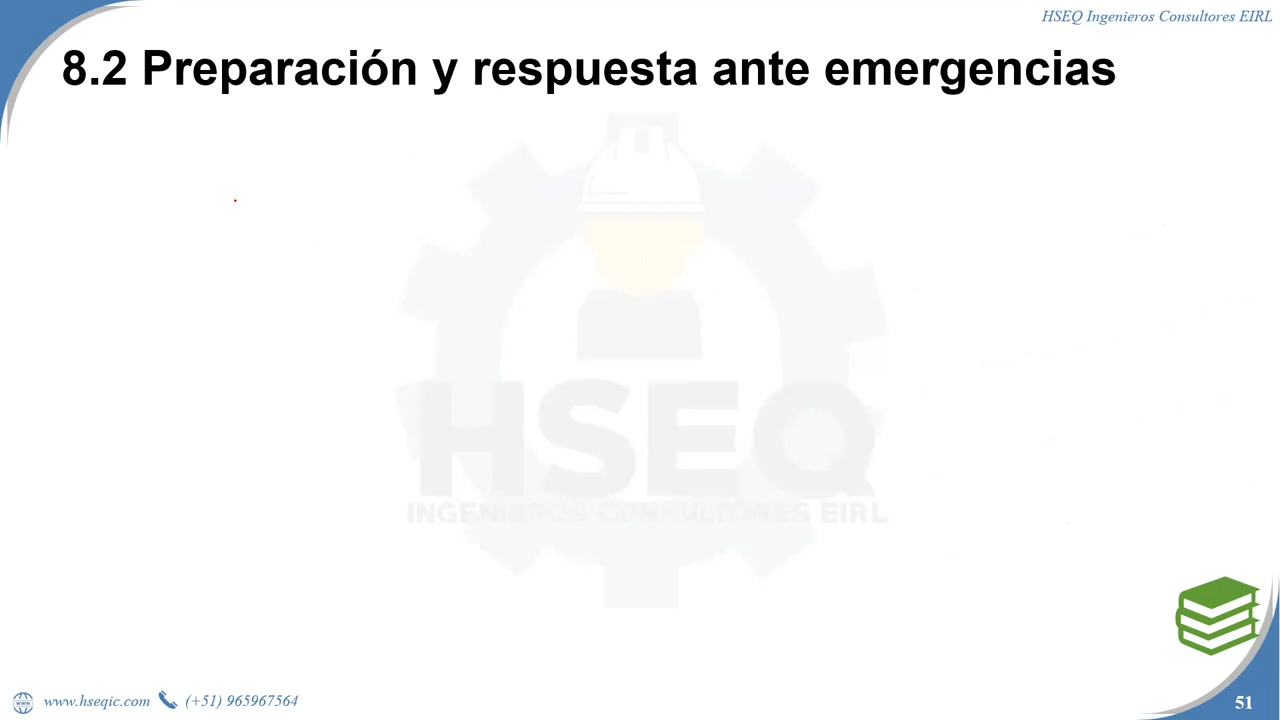 HSEQ Ingenieros Consultores EIRL
8.2 Preparación y respuesta ante emergencias
HSEQ
INGENIEROS CONSULTORES EIRL
www
www.hseqic.com (+51) 965967564
51